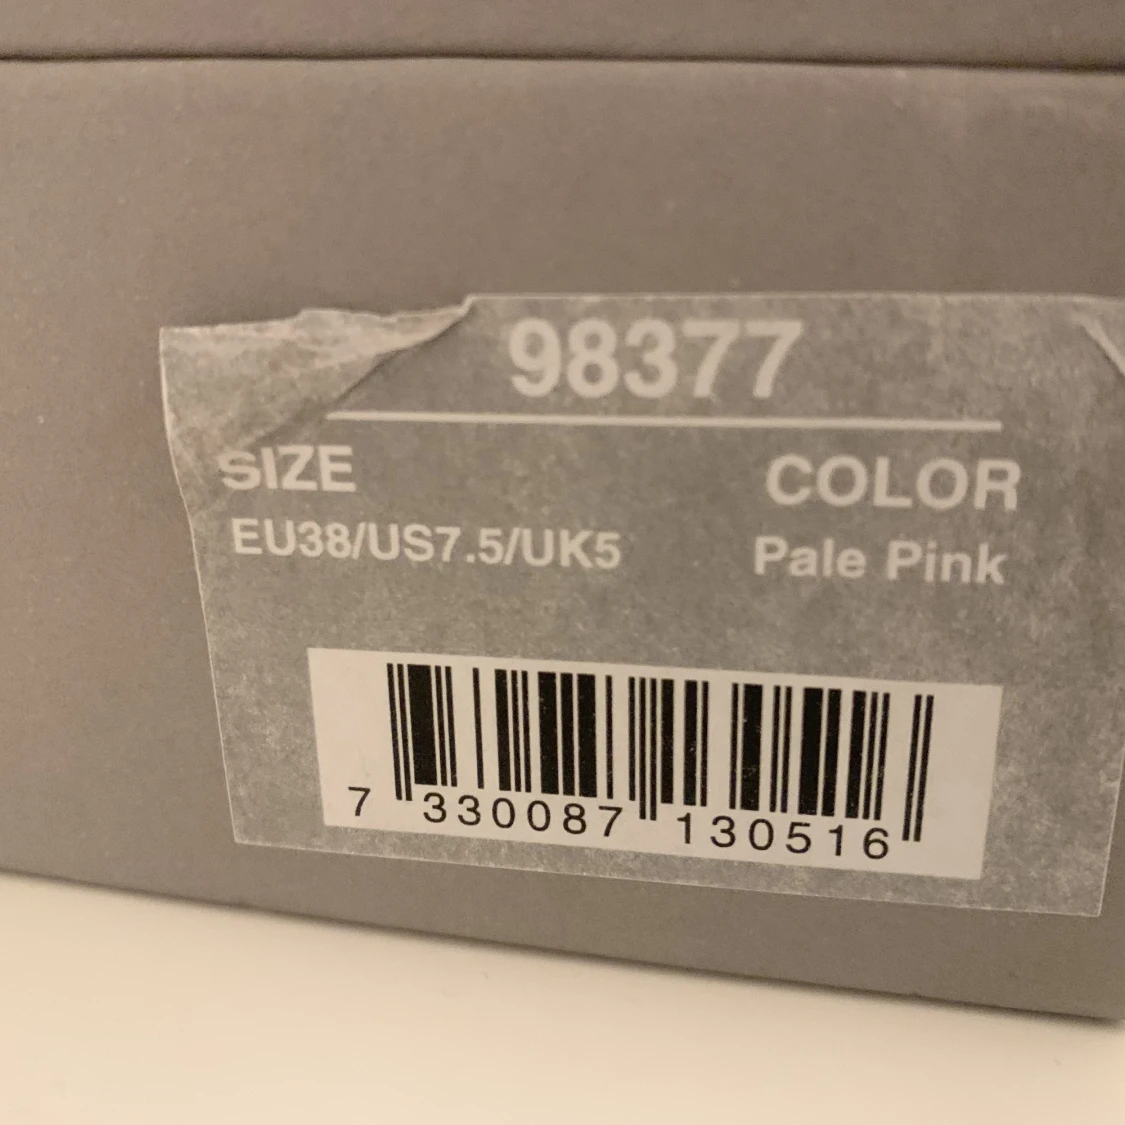 98377
SIZE
COLOR
EU38/US7.5/UK5
Pale Pink
7 330087 130516